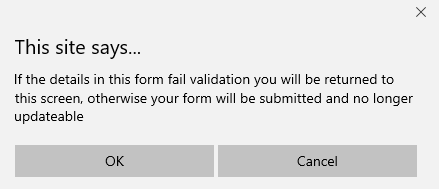 This site says...
If the details in this form fail validation you will be returned to
this screen, otherwise your form will be submitted and no longer
updateable
OK
Cancel